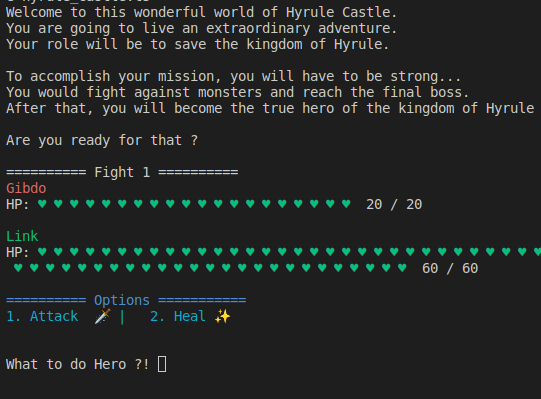 Welcome to this wonderful world of Hyrule Castle.
You are going to live an extraordinary adventure.
Your role will be to save the kingdom of Hyrule.
To accomplish your mission, you will have to be strong...
You would fight against monsters and reach the final boss.
After that, you will become the true hero of the kingdom of Hyrule
Are you ready for that ?
========== Fight 1 ==========
Gibdo
HP: ♥ ♥ ♥ ♥ ♥ ♥ ♥ ♥ ♥ ♥ ♥ ♥ ♥ ♥ ♥ ♥ ♥ ♥ ♥ ♥ 20 / 20
Link
HP: ♥ ♥ ♥ ♥ ♥ ♥ ♥ ♥ ♥ ♥ ♥ ♥ ♥ ♥ ♥ ♥ ♥ ♥ ♥ ♥ ♥ ♥ ♥ ♥ ♥ ♥ ♥ ♥ ♥ ♥ ♥ ♥
♥ ♥ ♥ ♥ ♥ ♥ ♥ ♥ ♥ ♥ ♥ ♥ ♥ ♥ ♥ ♥ ♥ ♥ ♥ ♥ ♥ ♥ ♥ ♥ ♥ 60 / 60
========== Options ===========
1. Attack 🗡️ | 2. Heal ✨
What to do Hero ?!